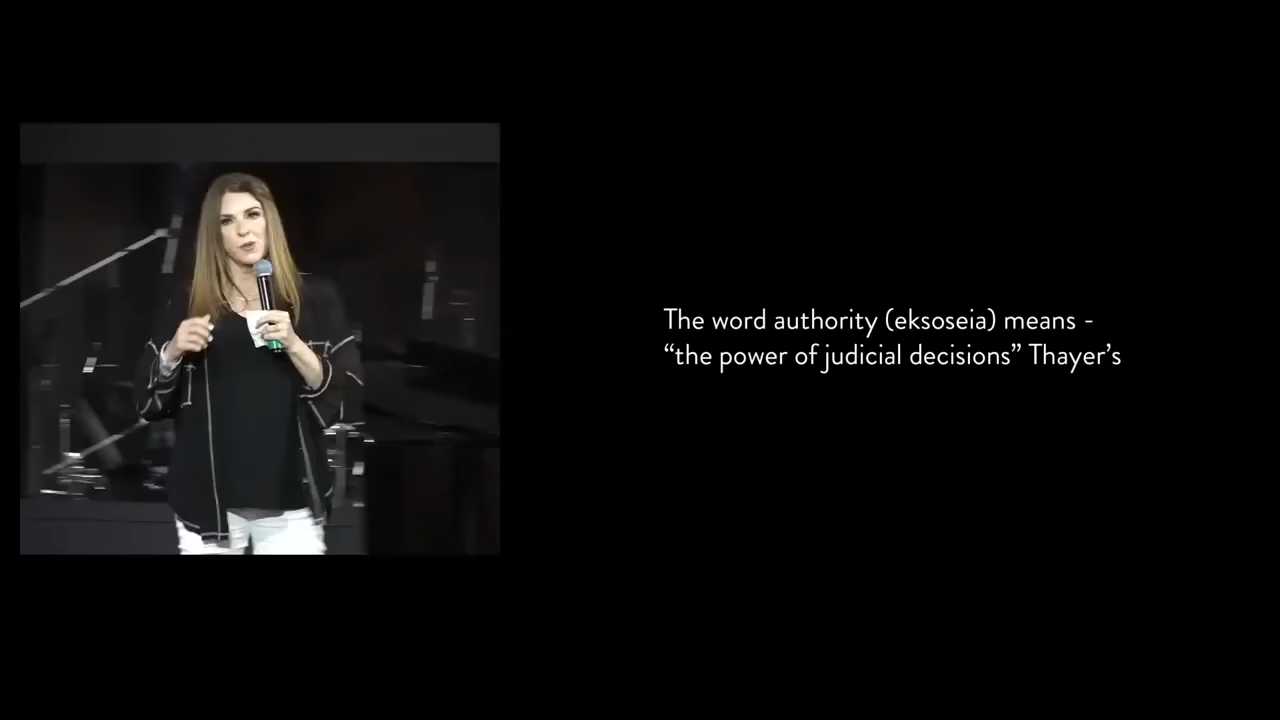 The word authority (eksoseia) means -
“the power of judicial decisions” Thayer’s